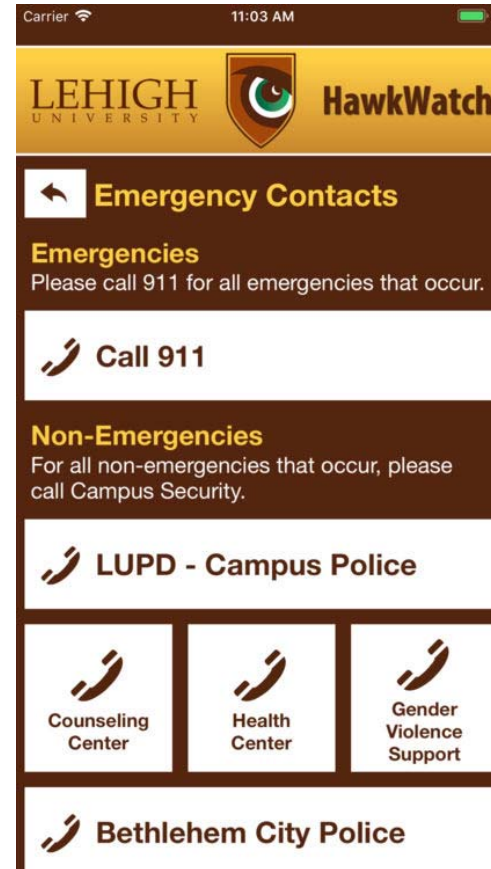 Carrier 11:03 AM
LEHIGH HawkWatch
UNIVERSITY
Emergency Contacts
Emergencies
Please call 911 for all emergencies that occur.
Call 911
Non-Emergencies
For all non-emergencies that occur, please
call Campus Security.
LUPD - Campus Police
Counseling
Center
Health
Center
Gender
Violence
Support
Bethlehem City Police